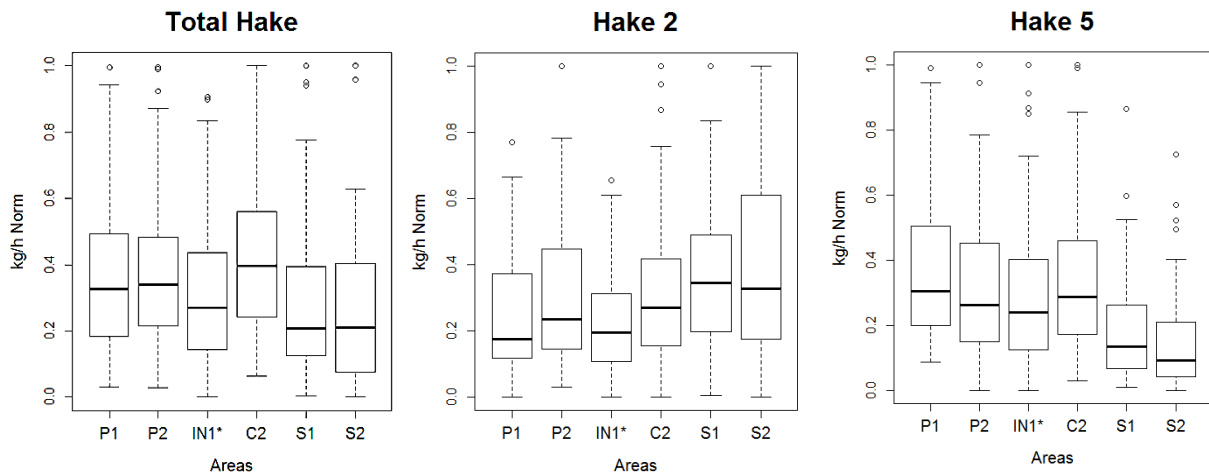 Total Hake
kg/h Norm
1.0
0.8
0.6
0.4
0.2
0.0
P1 P2 IN1* C2 S1 S2
Areas
Hake 2
kg/h Norm
1.0
0.8
0.6
0.4
0.2
0.0
P1 P2 IN1* C2 S1 S2
Areas
Hake 5
kg/h Norm
1.0
0.8
0.6
0.4
0.2
0.0
P1 P2 IN1* C2 S1 S2
Areas